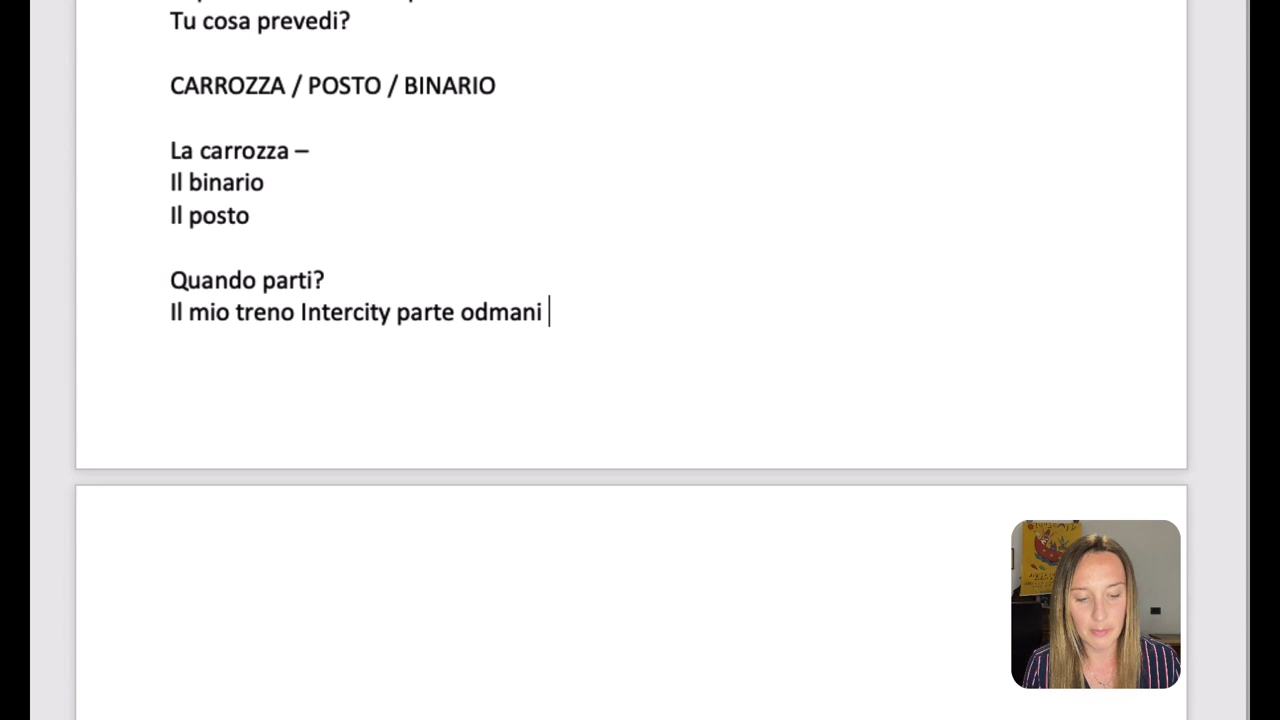 Tu cosa prevedi?
CARROZZA / POSTO / BINARIO
La carrozza –
Il binario
Il posto
Quando parti?
Il mio treno Intercity parte odmani